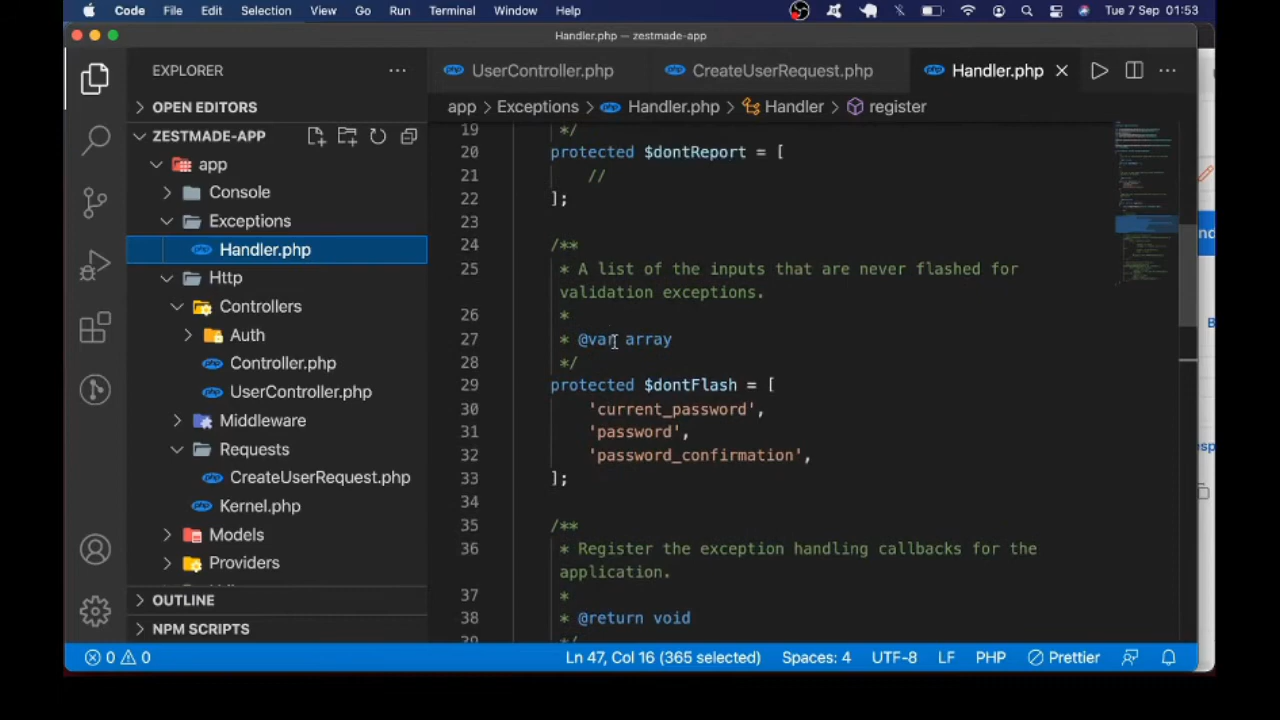 Code File Edit Selection View Go Run Terminal Window Help Tue 7 Sep 01:53
Handler.php — zestmade-app
EXPLORER
UserController.php
CreateUserRequest.php
Handler.php
OPEN EDITORS
app > Exceptions > Handler.php > Handler > register
ZESTMADE-APP
app
Console
Exceptions
Handler.php
Http
Controllers
Auth
Controller.php
UserController.php
Middleware
Requests
CreateUserRequest.php
Kernel.php
Models
Providers
OUTLINE
NPM SCRIPTS
19 */
20 protected $dontReport = [
21 //
22 ];
23
24 /**
25 * A list of the inputs that are never flashed for
validation exceptions.
26 *
27 * @var array
28 */
29 protected $dontFlash = [
30 'current_password',
31 'password',
32 'password_confirmation',
33 ];
34
35 /**
36 * Register the exception handling callbacks for the
application.
37 *
38 * @return void
39 */
0 0 Ln 47, Col 16 (365 selected) Spaces: 4 UTF-8 LF PHP Prettier